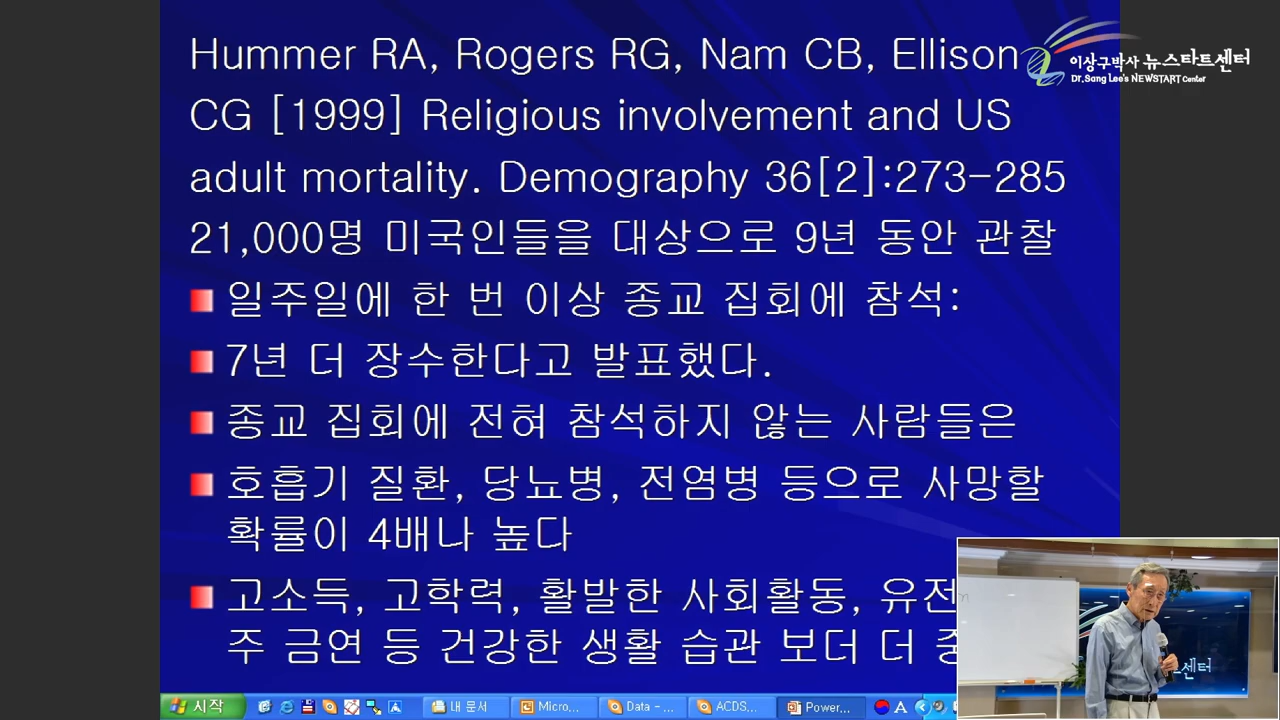 Hummer RA, Rogers RG, Nam CB, Ellison
CG [1999] Religious involvement and US
adult mortality. Demography 36[2]:273-285
21,000명 미국인들을 대상으로 9년 동안 관찰
일주일에 한 번 이상 종교 집회에 참석:
7년 더 장수한다고 발표했다.
종교 집회에 전혀 참석하지 않는 사람들은
호흡기 질환, 당뇨병, 전염병 등으로 사망할
확률이 4배나 높다
고소득, 고학력, 활발한 사회활동, 유전
주 금연 등 건강한 생활 습관 보더 더
이상구박사 뉴스타트센터
Dr. Sang Lee's NEWSTART Center
트센터
시작
내 문서
Micro...
Data - ...
ACDS...
Power...
A